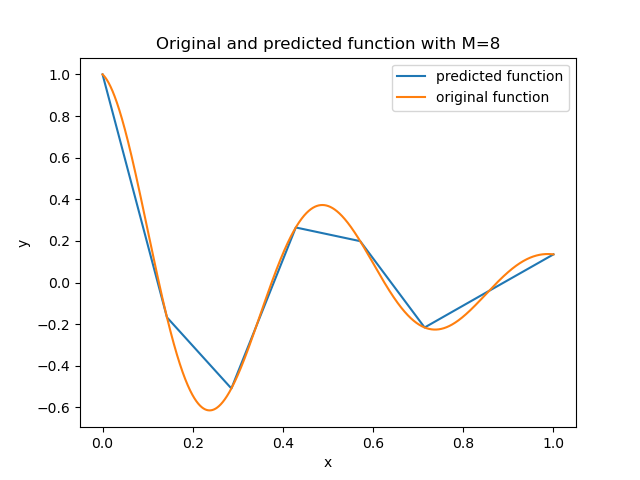 Original and predicted function with M=8
predicted function
original function
1.0
0.8
0.6
0.4
0.2
0.0
−0.2
−0.4
−0.6
y
0.0 0.2 0.4 0.6 0.8 1.0
x